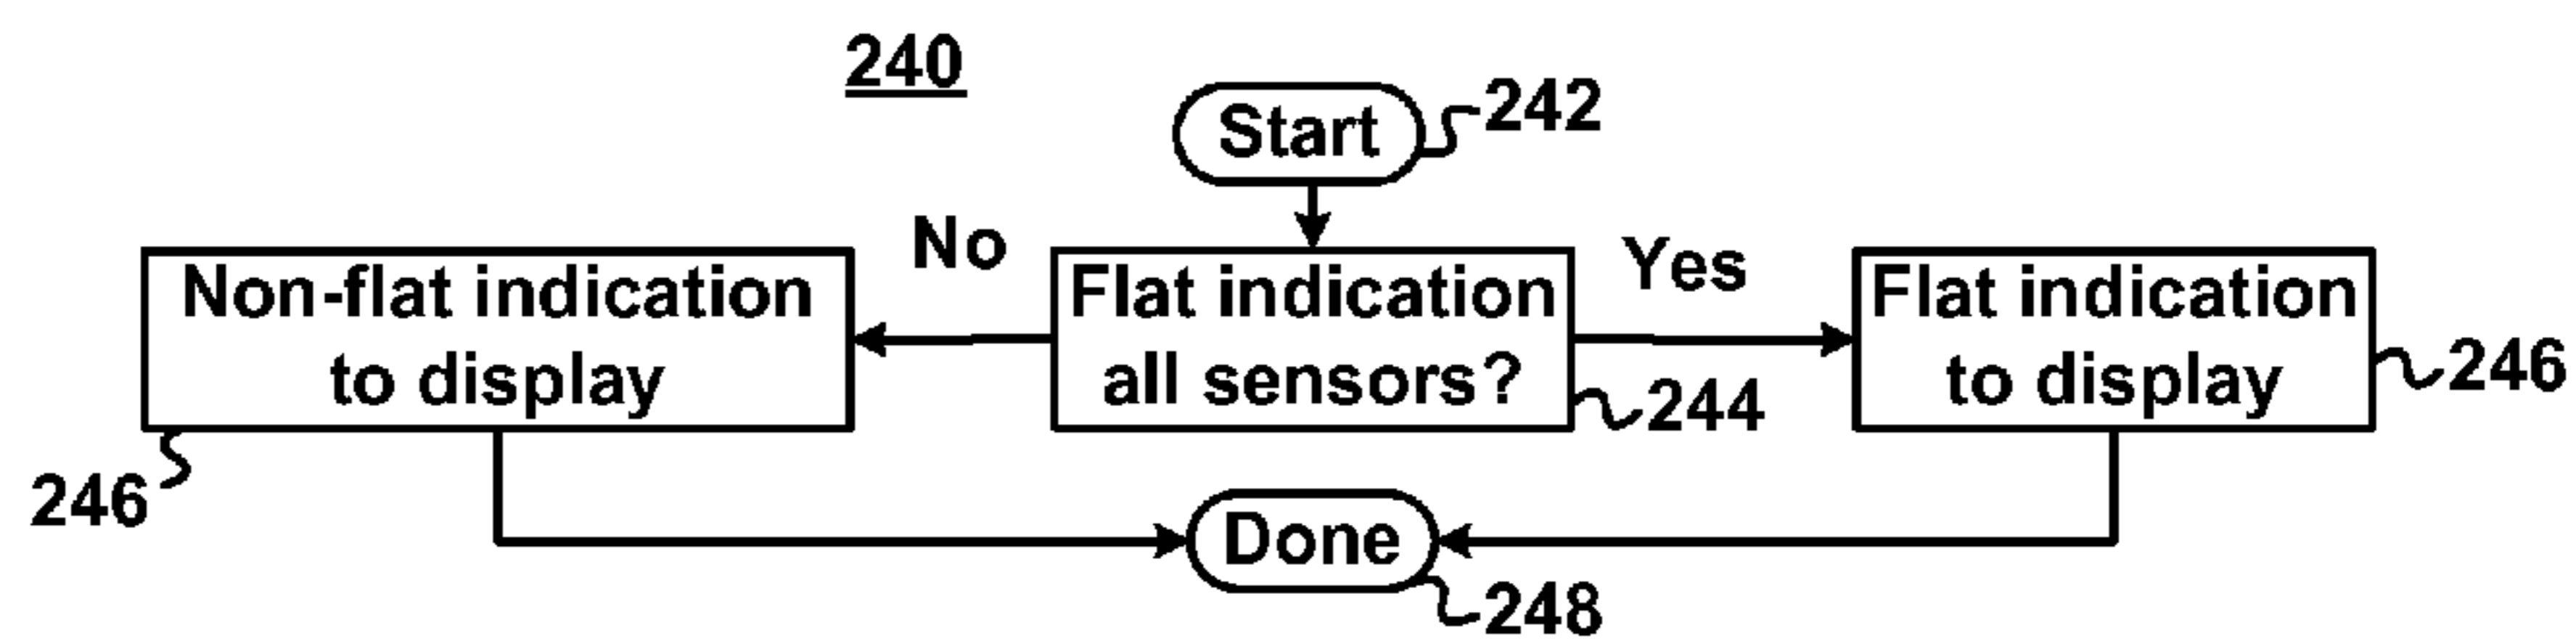 240
Start
242
No
Yes
Non-flat indication
to display
246
Flat indication
all sensors?
244
Flat indication
to display
246
Done
248